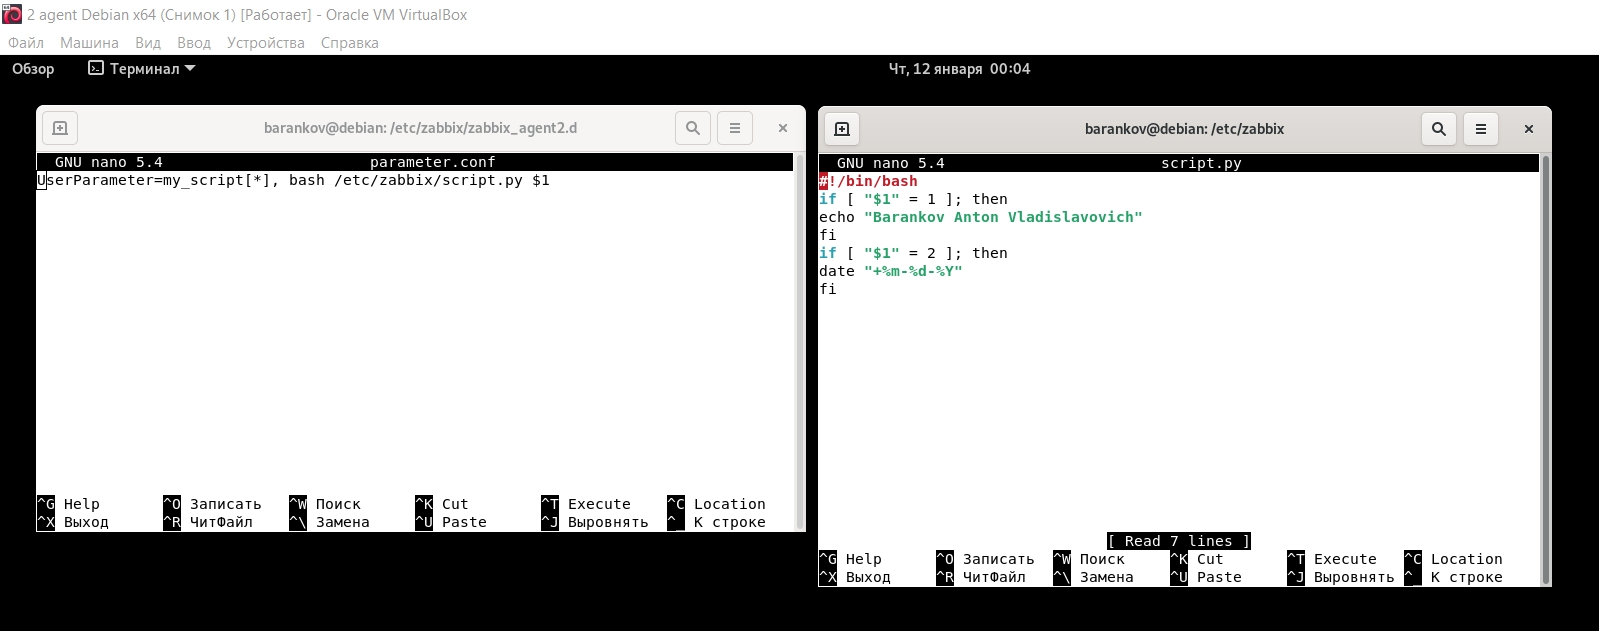 2 agent Debian x64 (Снимок 1) [Работает] - Oracle VM VirtualBox
Файл Машина Вид Ввод Устройства Справка
Обзор Терминал Чт, 12 января 00:04
barankov@debian: /etc/zabbix/zabbix_agent2.d
GNU nano 5.4 parameter.conf
UserParameter=my_script[*], bash /etc/zabbix/script.py $1
^G Help ^O Записать ^W Поиск ^K Cut ^T Execute ^C Location
^X Выход ^R ЧитФайл ^\ Замена ^U Paste ^J Выровнять ^_ К строке
barankov@debian: /etc/zabbix
GNU nano 5.4 script.py
#!/bin/bash
if [ "$1" = 1 ]; then
echo "Barankov Anton Vladislavovich"
fi
if [ "$1" = 2 ]; then
date "+%m-%d-%Y"
fi
[ Read 7 lines ]
^G Help ^O Записать ^W Поиск ^K Cut ^T Execute ^C Location
^X Выход ^R ЧитФайл ^\ Замена ^U Paste ^J Выровнять ^_ К строке